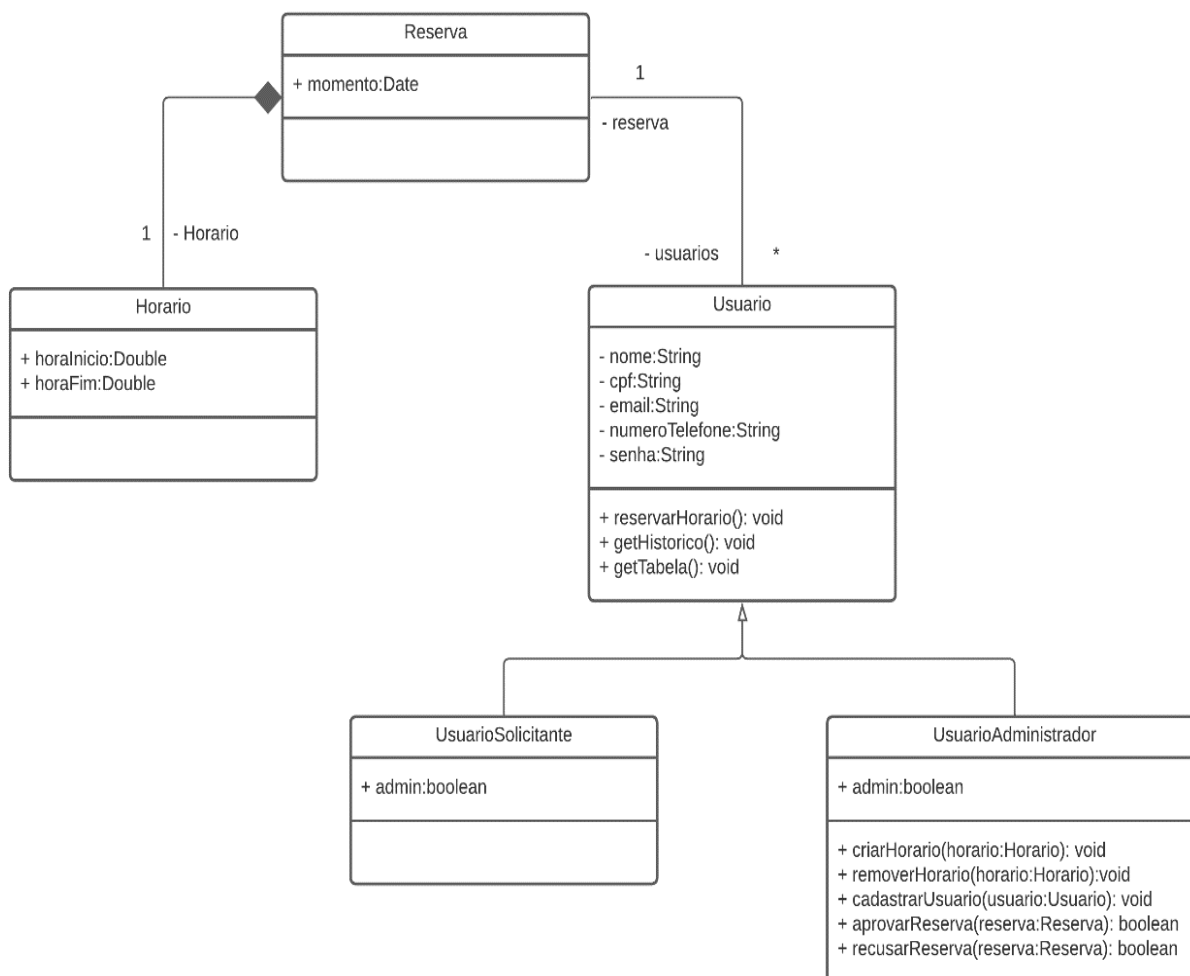 Reserva
+ momento:Date
1
- reserva
1
- Horario
- usuarios
*
Horario
+ horaInicio:Double
+ horaFim:Double
Usuario
- nome:String
- cpf:String
- email:String
- numeroTelefone:String
- senha:String
+ reservarHorario(): void
+ getHistorico(): void
+ getTabela(): void
UsuarioSolicitante
+ admin:boolean
UsuarioAdministrador
+ admin:boolean
+ criarHorario(horario:Horario): void
+ removerHorario(horario:Horario):void
+ cadastrarUsuario(usuario:Usuario): void
+ aprovarReserva(reserva:Reserva): boolean
+ recusarReserva(reserva:Reserva): boolean